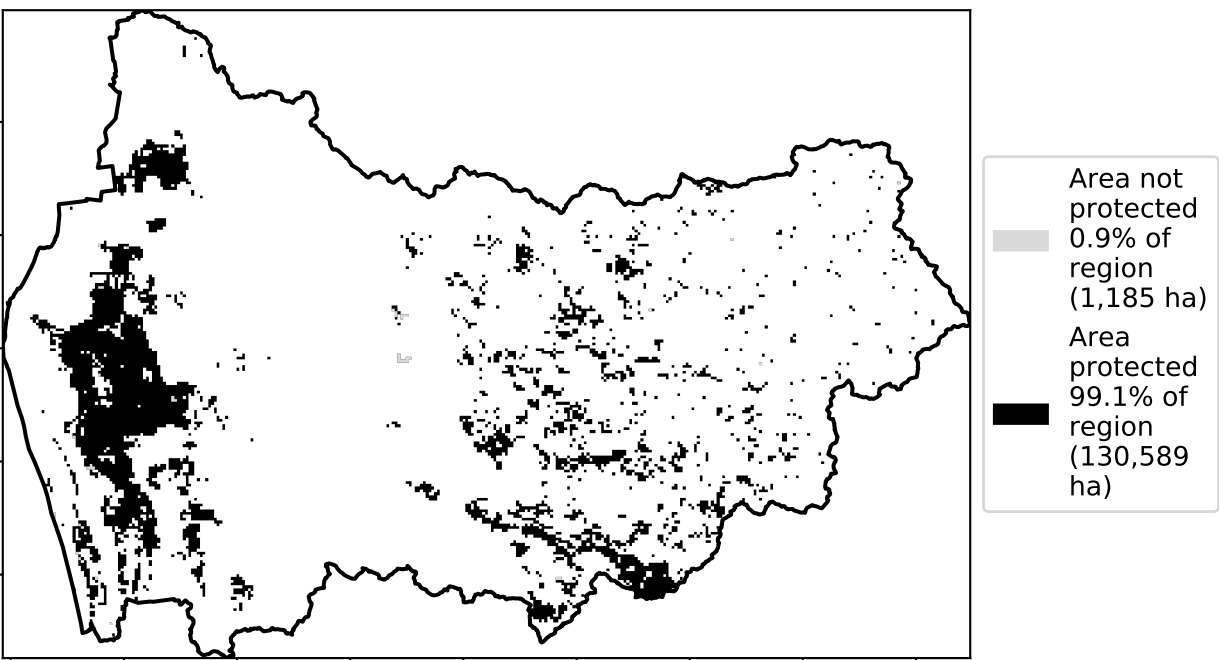 Area not
protected
0.9% of
region
(1,185 ha)
Area
protected
99.1% of
region
(130,589
ha)